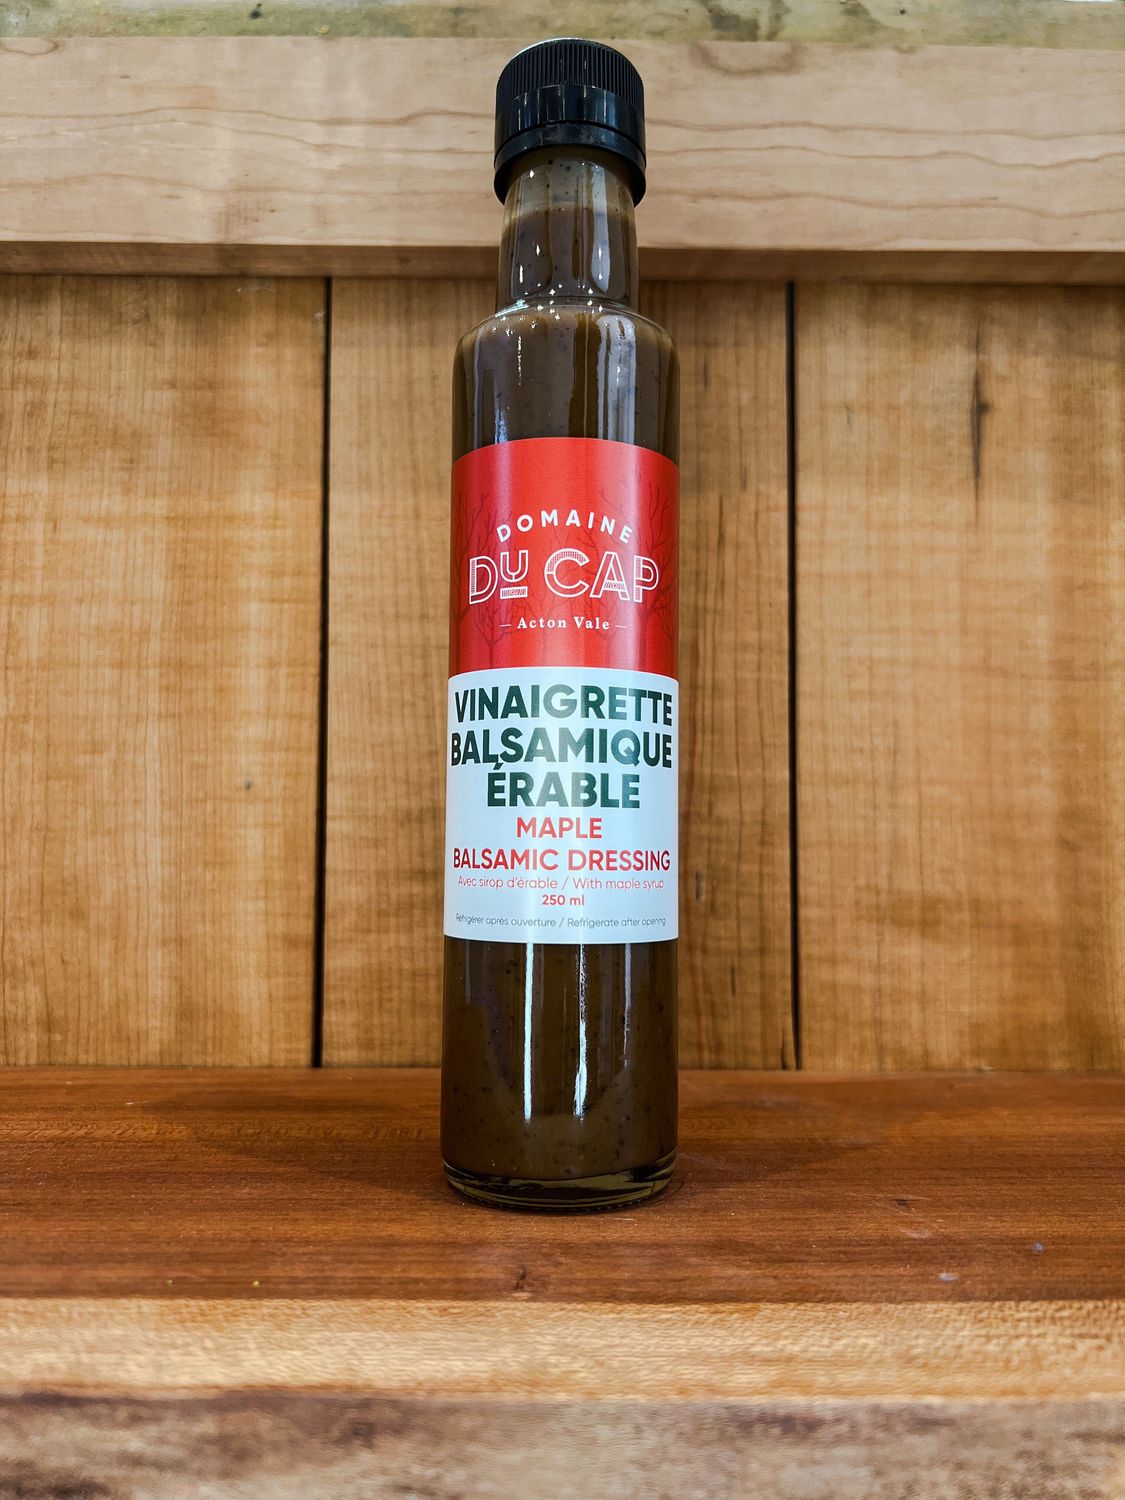 DOMAINE
DU CAP
— Acton Vale —
VINAIGRETTE
BALSAMIQUE
ÉRABLE
MAPLE
BALSAMIC DRESSING
Avec sirop d'érable / With maple syrup
250 ml
Réfrigérer après ouverture / Refrigerate after opening